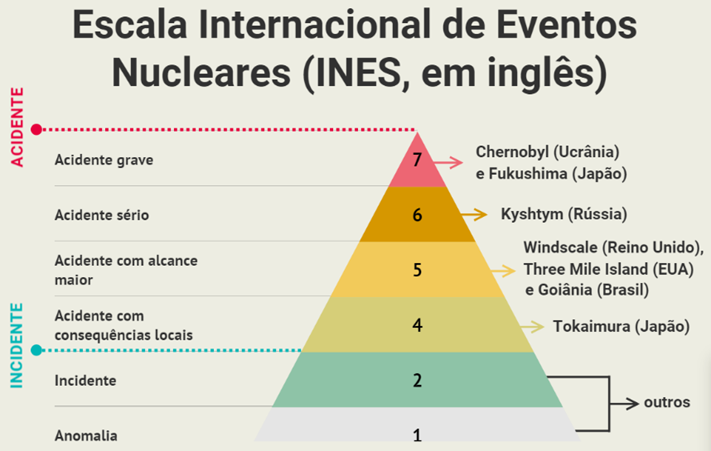 Escala Internacional de Eventos
Nucleares (INES, em inglês)
ACIDENTE
Acidente grave
7
Chernobyl (Ucrânia)
e Fukushima (Japão)
Acidente sério
6
Kyshtym (Rússia)
Acidente com alcance
maior
5
Windscale (Reino Unido),
Three Mile Island (EUA)
e Goiânia (Brasil)
Acidente com
consequências locais
4
Tokaimura (Japão)
INCIDENTE
Incidente
2
outros
Anomalia
1